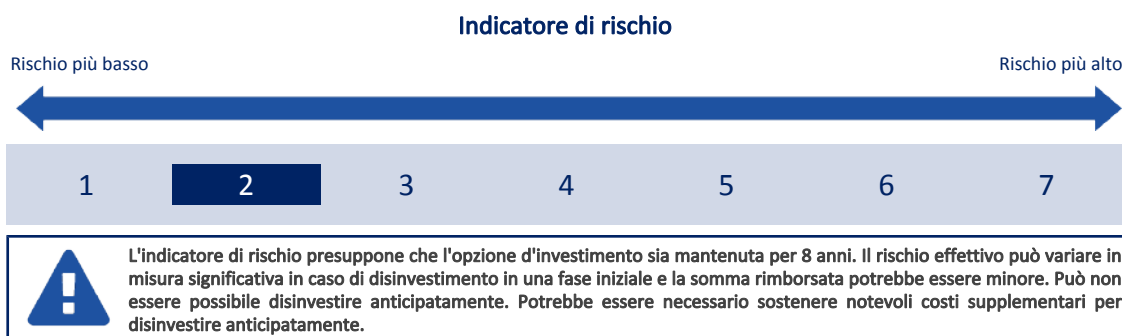 Indicatore di rischio
Rischio più basso
Rischio più alto
1 2 3 4 5 6 7
L'indicatore di rischio presuppone che l'opzione d'investimento sia mantenuta per 8 anni. Il rischio effettivo può variare in
misura significativa in caso di disinvestimento in una fase iniziale e la somma rimborsata potrebbe essere minore. Può non
essere possibile disinvestire anticipatamente. Potrebbe essere necessario sostenere notevoli costi supplementari per
disinvestire anticipatamente.